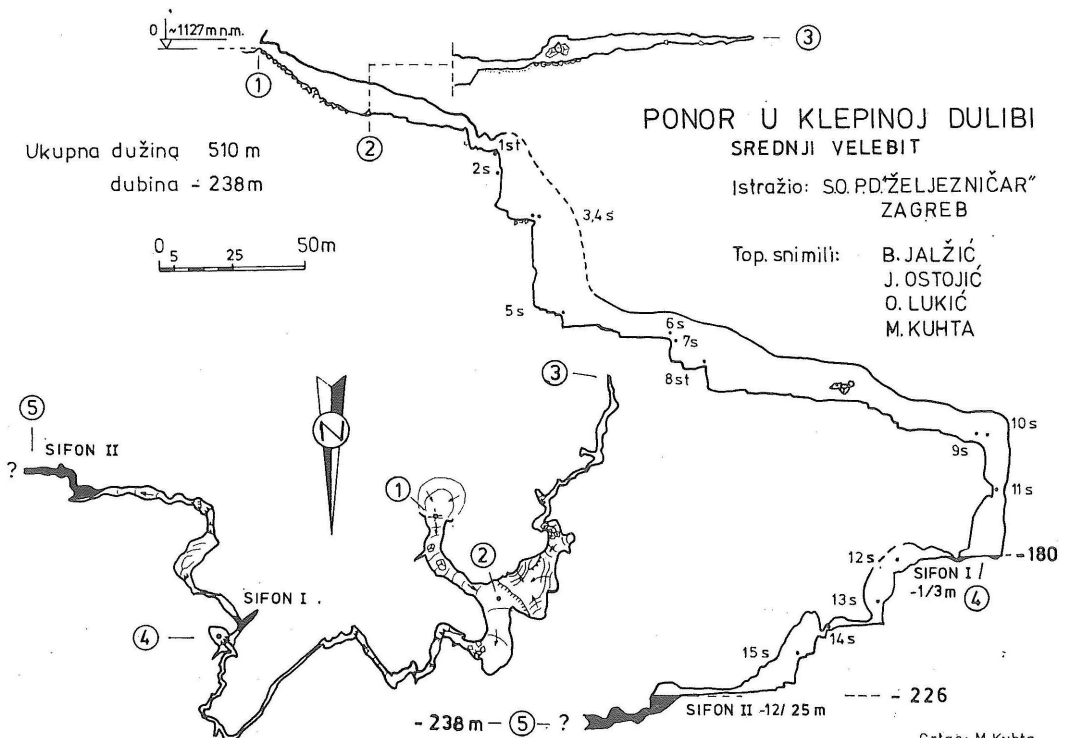 0 ~1127m n.m.
1
2
3
PONOR U KLEPINOJ DULIBI
SREDNJI VELEBIT
Istražio: S.O. P.D."ŽELJEZNIČAR"
ZAGREB
Top. snimili: B. JALŽIĆ
J. OSTOJIĆ
O. LUKIĆ
M. KUHTA
Ukupna dužina 510 m
dubina - 238m
0 5 25 50m
1st
2s
3,4 s
5 s
6 s
7s
8 st
9s
10 s
11 s
-180
SIFON I
-1/3 m
4
12 s
13 s
14 s
15 s
- 226
SIFON II -12/ 25 m
- 238 m - 5 - ?
5
SIFON II
?
N
3
1
2
SIFON I .
4
Crtao: M. Kuhta